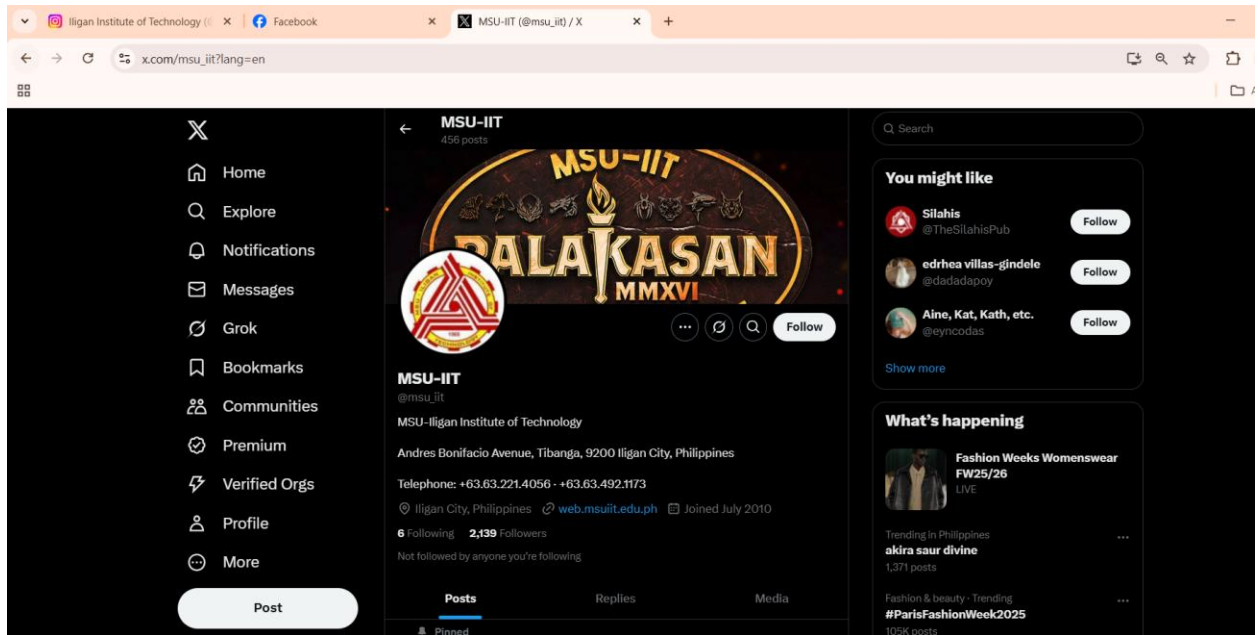 Iligan Institute of Technology (
Facebook
MSU-IIT (@msu_iit) / X
x.com/msu_iit?lang=en
Home
Explore
Notifications
Messages
Grok
Bookmarks
Communities
Premium
Verified Orgs
Profile
More
Post
MSU-IIT
456 posts
MSU-IIT
PALAKASAN
MMXVI
Follow
MSU-IIT
@msu_iit
MSU-Iligan Institute of Technology
Andres Bonifacio Avenue, Tibanga, 9200 Iligan City, Philippines
Telephone: +63.63.221.4056 - +63.63.492.1173
Iligan City, Philippines web.msuiit.edu.ph Joined July 2010
6 Following 2,139 Followers
Not followed by anyone you're following
Posts Replies Media
Pinned
Search
You might like
Silahis
@TheSilahisPub
Follow
edrhea villas-gindele
@dadadapoy
Follow
Aine, Kat, Kath, etc.
@eyncodas
Follow
Show more
What's happening
Fashion Weeks Womenswear
FW25/26
LIVE
Trending in Philippines
akira saur divine
1,371 posts
Fashion & beauty · Trending
#ParisFashionWeek2025
105K posts